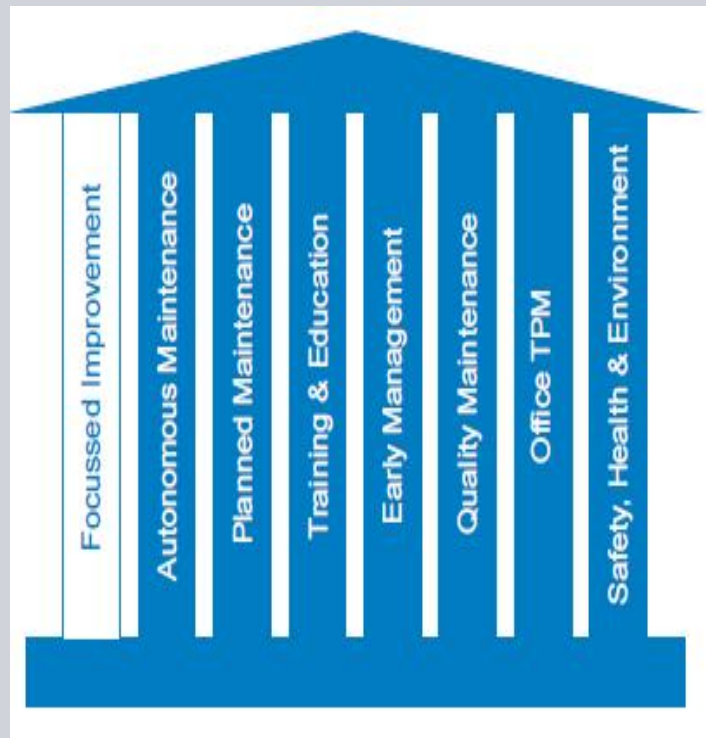 Focussed Improvement
Autonomous Maintenance
Planned Maintenance
Training & Education
Early Management
Quality Maintenance
Office TPM
Safety, Health & Environment